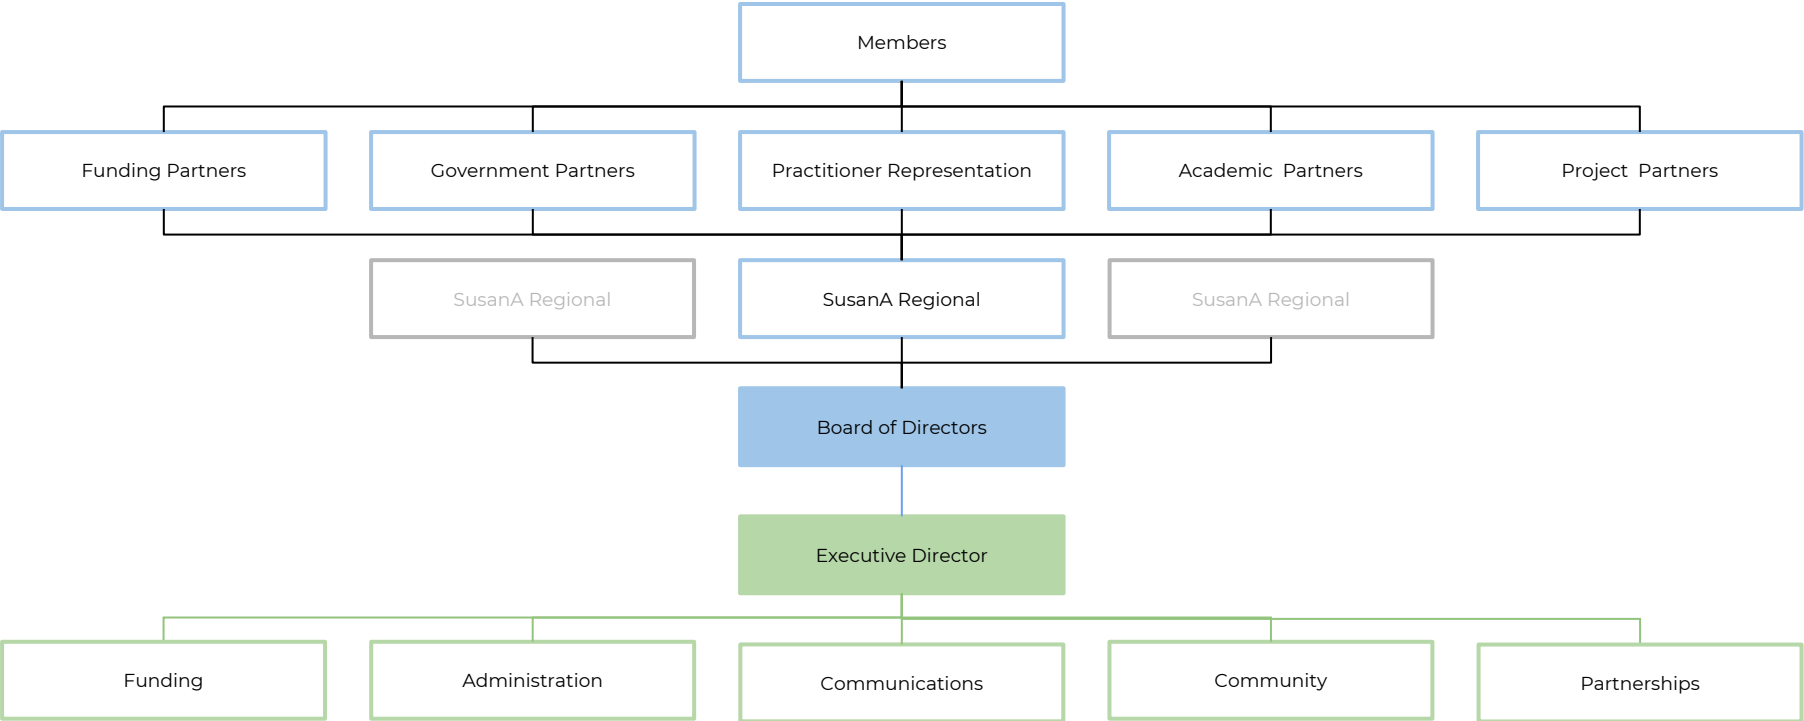 Members
Funding Partners
Government Partners
Practitioner Representation
Academic  Partners
Project  Partners
SusanA Regional
SusanA Regional
SusanA Regional
Board of Directors
Executive Director
Funding
Administration
Communications
Community
Partnerships